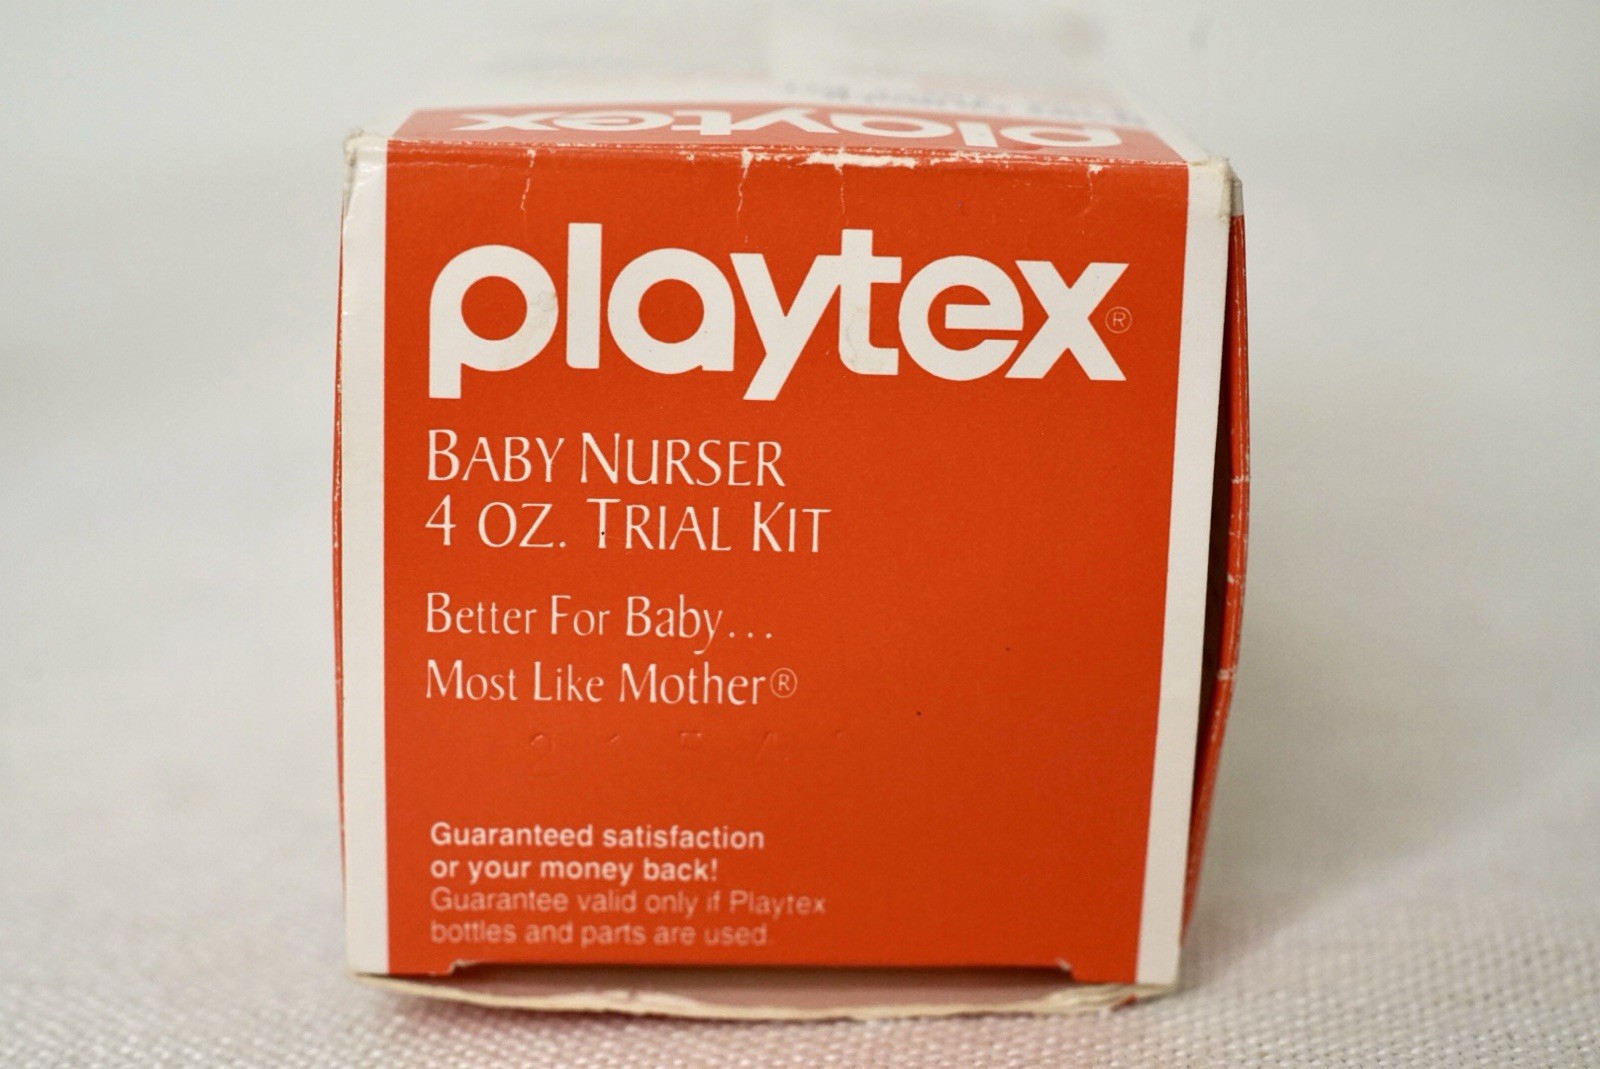 playtex
playtex®
BABY NURSER
4 OZ. TRIAL KIT
Better For Baby...
Most Like Mother®
Guaranteed satisfaction
or your money back!
Guarantee valid only if Playtex
bottles and parts are used.